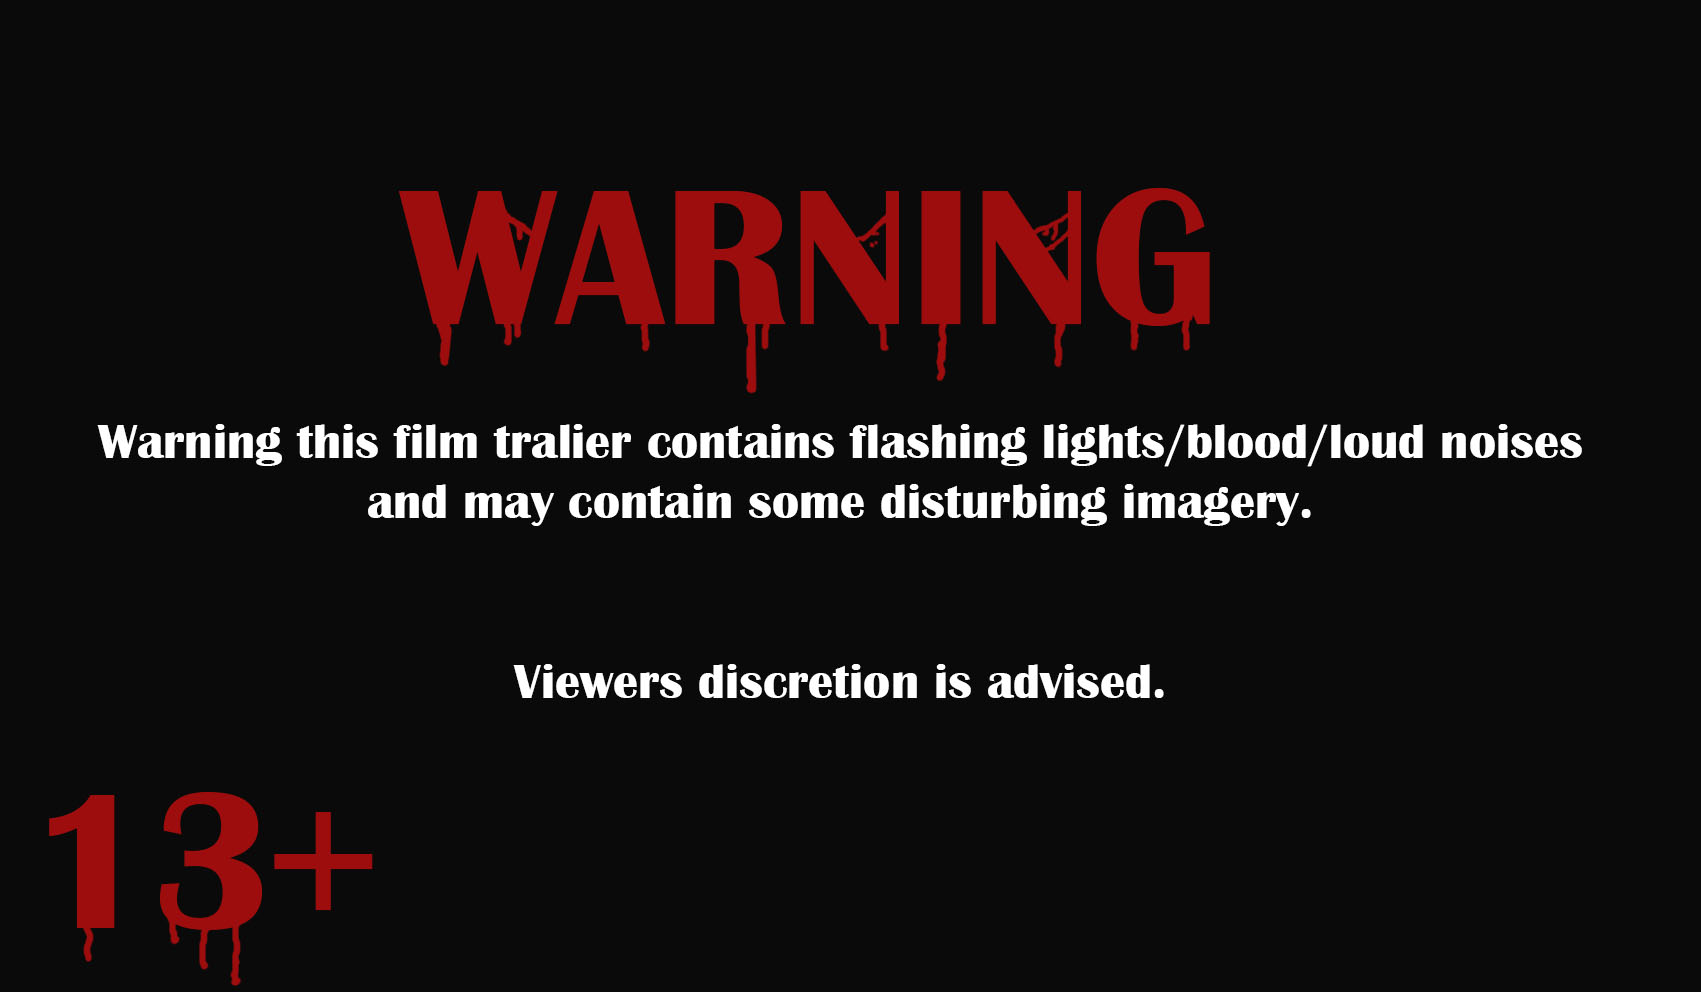 WARNING
Warning this film tralier contains flashing lights/blood/loud noises
and may contain some disturbing imagery.
Viewers discretion is advised.
13+